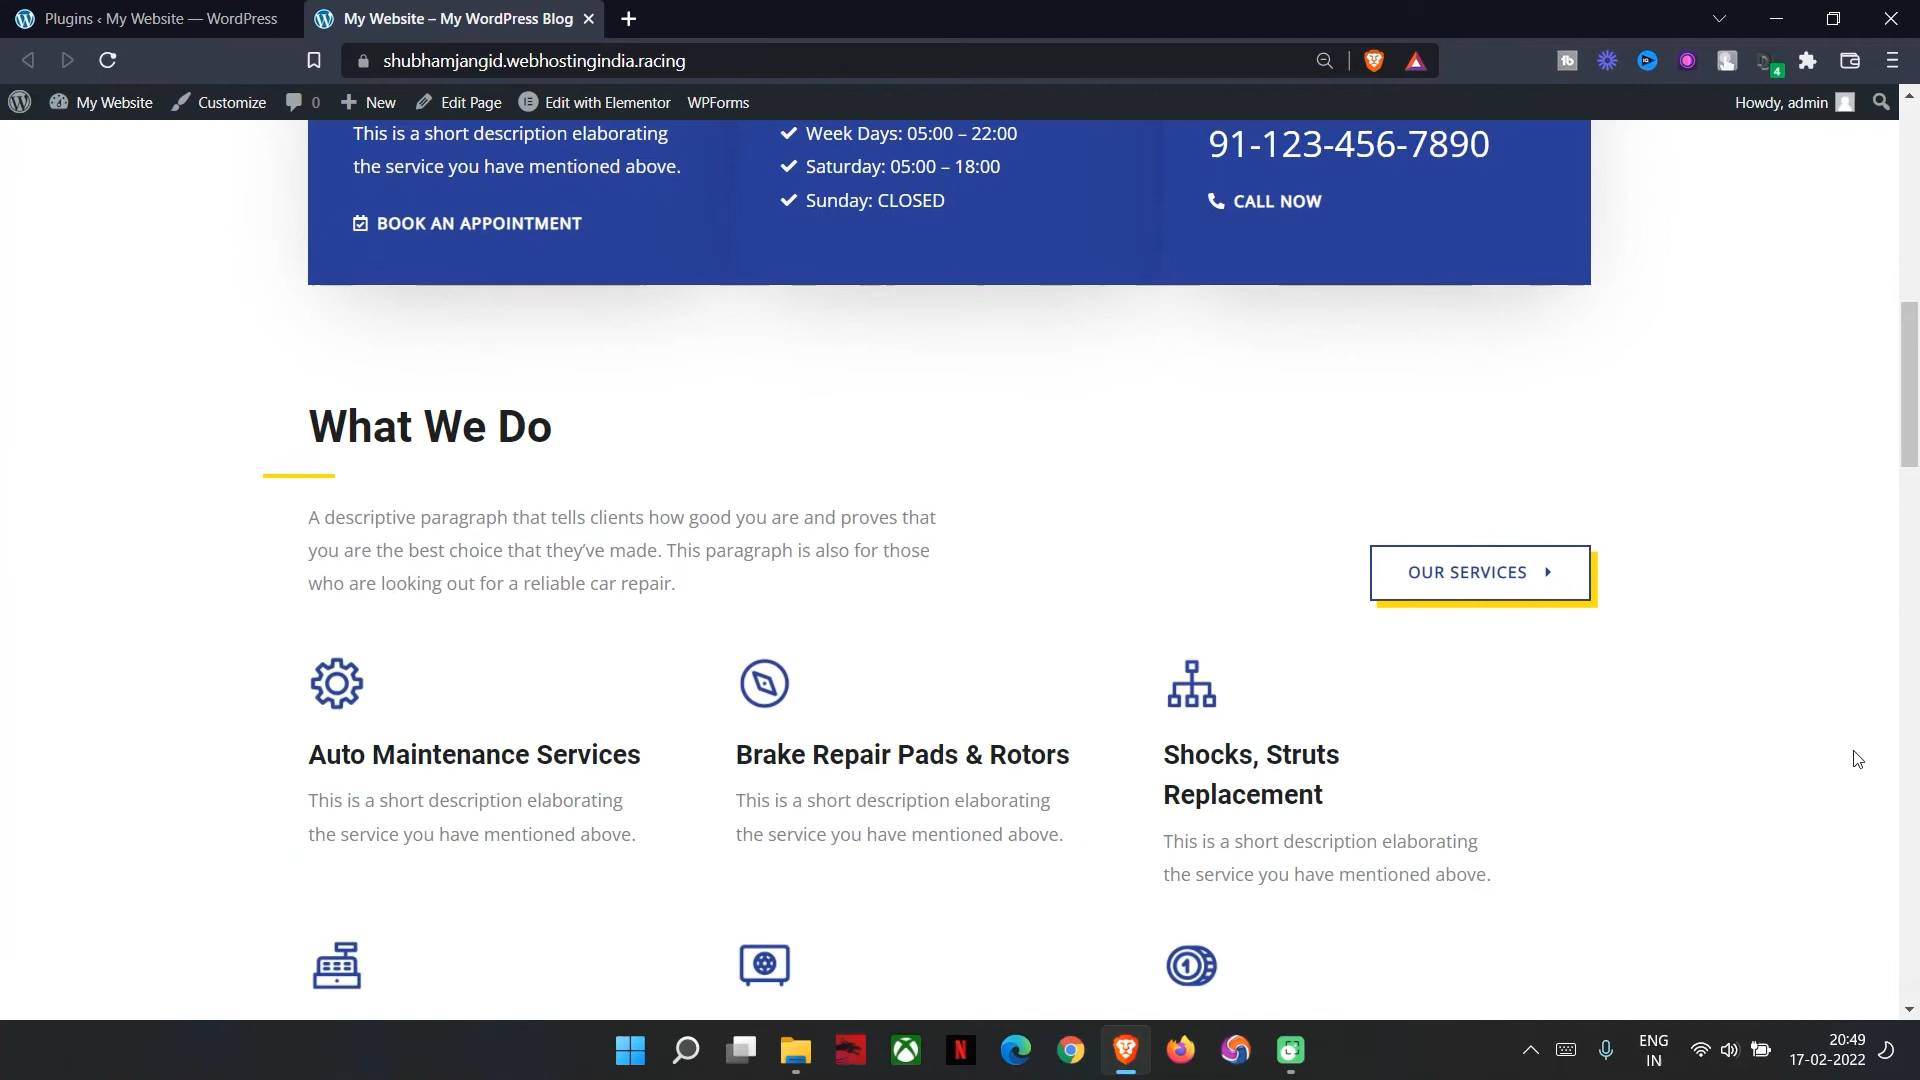 Plugins ‹ My Website — WordPress
My Website – My WordPress Blog
shubhamjangid.webhostingindia.racing
4
My Website
Customize
0
New
Edit Page
Edit with Elementor
WPForms
Howdy, admin
This is a short description elaborating
the service you have mentioned above.
BOOK AN APPOINTMENT
Week Days: 05:00 – 22:00
Saturday: 05:00 – 18:00
Sunday: CLOSED
91-123-456-7890
CALL NOW
What We Do
A descriptive paragraph that tells clients how good you are and proves that
you are the best choice that they’ve made. This paragraph is also for those
who are looking out for a reliable car repair.
OUR SERVICES
Auto Maintenance Services
This is a short description elaborating
the service you have mentioned above.
Brake Repair Pads & Rotors
This is a short description elaborating
the service you have mentioned above.
Shocks, Struts
Replacement
This is a short description elaborating
the service you have mentioned above.
ENG
IN
20:49
17-02-2022